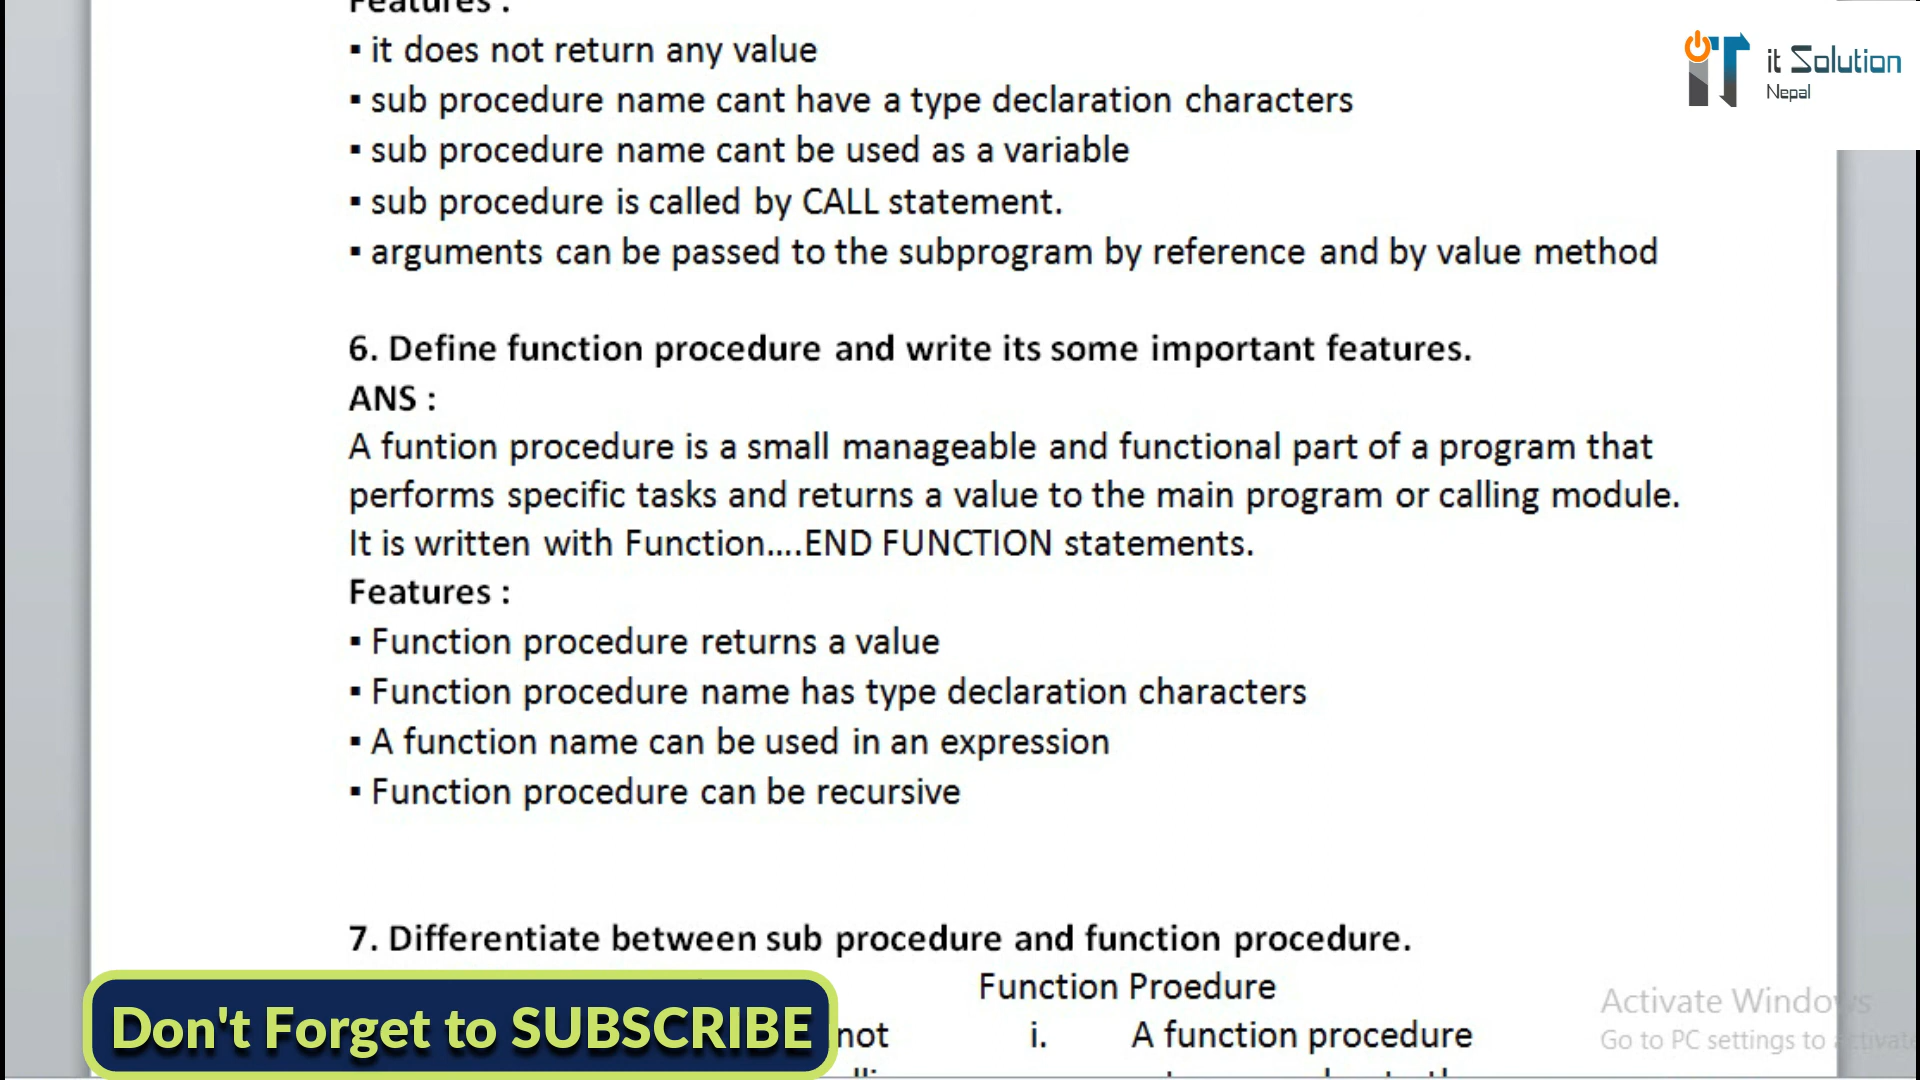 Features :
▪ it does not return any value
▪ sub procedure name cant have a type declaration characters
▪ sub procedure name cant be used as a variable
▪ sub procedure is called by CALL statement.
▪ arguments can be passed to the subprogram by reference and by value method
6. Define function procedure and write its some important features.
ANS :
A funtion procedure is a small manageable and functional part of a program that
performs specific tasks and returns a value to the main program or calling module.
It is written with Function....END FUNCTION statements.
Features :
▪ Function procedure returns a value
▪ Function procedure name has type declaration characters
▪ A function name can be used in an expression
▪ Function procedure can be recursive
7. Differentiate between sub procedure and function procedure.
Function Proedure
not i. A function procedure
it Solution
Nepal
Don't Forget to SUBSCRIBE
Activate Windows
Go to PC settings to activate